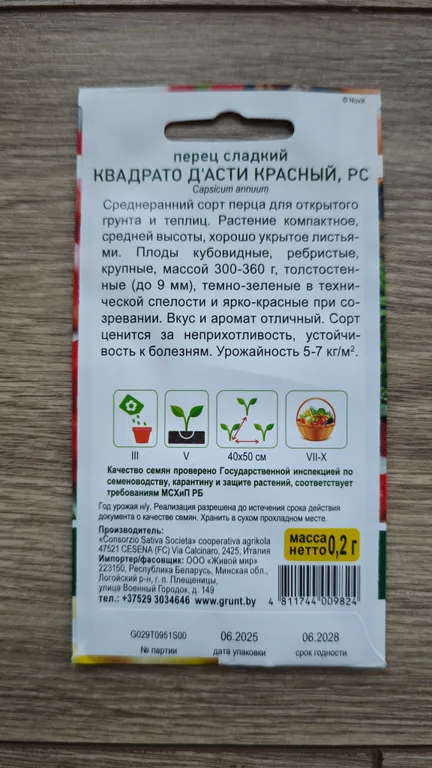 © Novik
перец сладкий
КВАДРАТО Д'АСТИ КРАСНЫЙ, РС
Capsicum annuum
Среднеранний сорт перца для открытого
грунта и теплиц. Растение компактное,
средней высоты, хорошо укрытое листья-
ми. Плоды кубовидные, ребристые,
крупные, массой 300-360 г, толстостен-
ные (до 9 мм), темно-зеленые в техни-
ческой спелости и ярко-красные при со-
зревании. Вкус и аромат отличный. Сорт
ценится за неприхотливость, устойчи-
вость к болезням. Урожайность 5-7 кг/м².
III V 40х50 см VII-X
Качество семян проверено Государственной инспекцией по
семеноводству, карантину и защите растений, соответствует
требованиям МСХиП РБ
Год урожая н/у. Реализация разрешена до истечения срока действия
документа о качестве семян. Хранить в сухом прохладном месте.
Производитель:
«Consorzio Sativa Societa» cooperativa agrikola
47521 CESENA (FC) Via Calcinaro, 2425, Италия
Импортер/фасовщик: ООО «Живой мир»
223150, Республика Беларусь, Минская обл.,
Логойский р-н, г. п. Плещеницы,
улица Военный Городок, д. 149
тел.: +37529 3034646 www.grunt.by
масса
нетто 0,2 г
4 811744 009824
G029T0951S00 06.2025 06.2028
№ партии дата упаковки срок годности